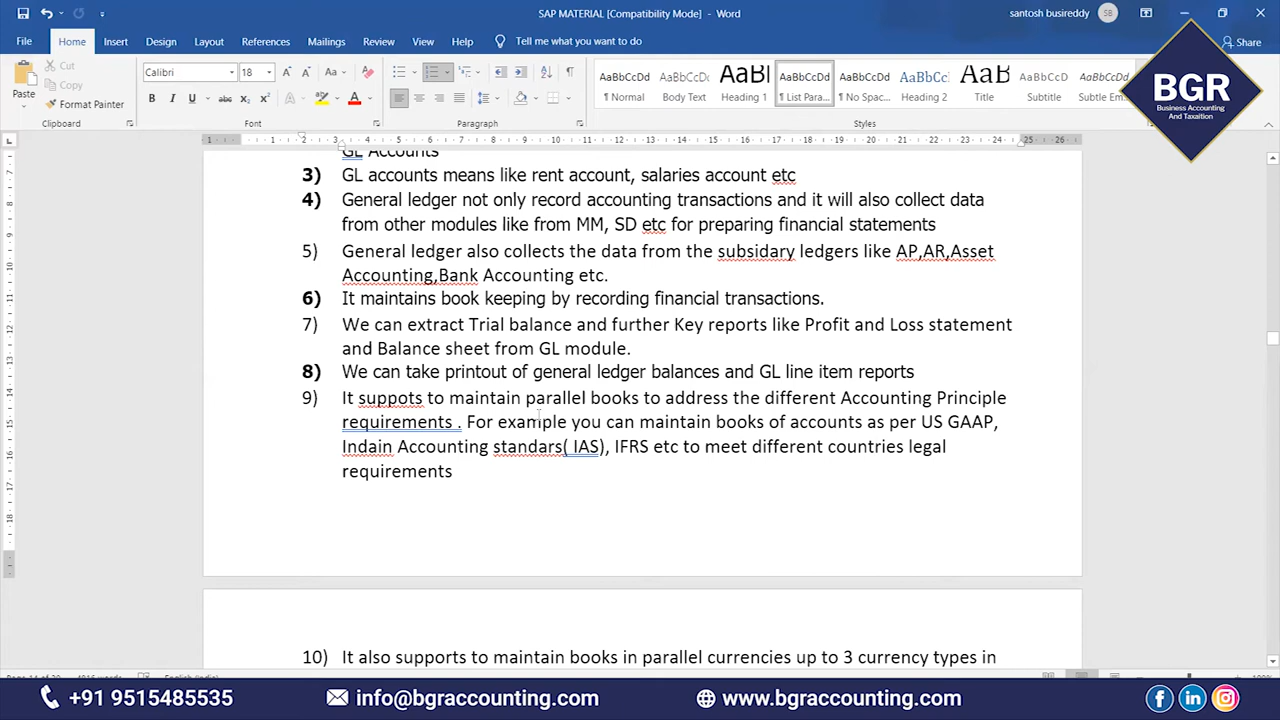 SAP MATERIAL [Compatibility Mode] - Word
santosh busireddy SB
File Home Insert Design Layout References Mailings Review View Help Tell me what you want to do Share
Paste Cut Copy Format Painter
Calibri 18
AaBbCcDd AaBbCcDd AaBbC AaBbCcDd AaBbCcDd AaBbCc AaBb AaBbCcD AaBbCcDd
¶ Normal Body Text Heading 1 ¶ List Para... ¶ No Spac... Heading 2 Title Subtitle Subtle Em...
Clipboard Font Paragraph Styles
BGR
Business Accounting
And Taxaition
GL Accounts
3) GL accounts means like rent account, salaries account etc
4) General ledger not only record accounting transactions and it will also collect data
from other modules like from MM, SD etc for preparing financial statements
5) General ledger also collects the data from the subsidary ledgers like AP,AR,Asset
Accounting,Bank Accounting etc.
6) It maintains book keeping by recording financial transactions.
7) We can extract Trial balance and further Key reports like Profit and Loss statement
and Balance sheet from GL module.
8) We can take printout of general ledger balances and GL line item reports
9) It suppots to maintain parallel books to address the different Accounting Principle
requirements . For example you can maintain books of accounts as per US GAAP,
Indain Accounting standars( IAS), IFRS etc to meet different countries legal
requirements
10) It also supports to maintain books in parallel currencies up to 3 currency types in
+91 9515485535 info@bgraccounting.com www.bgraccounting.com